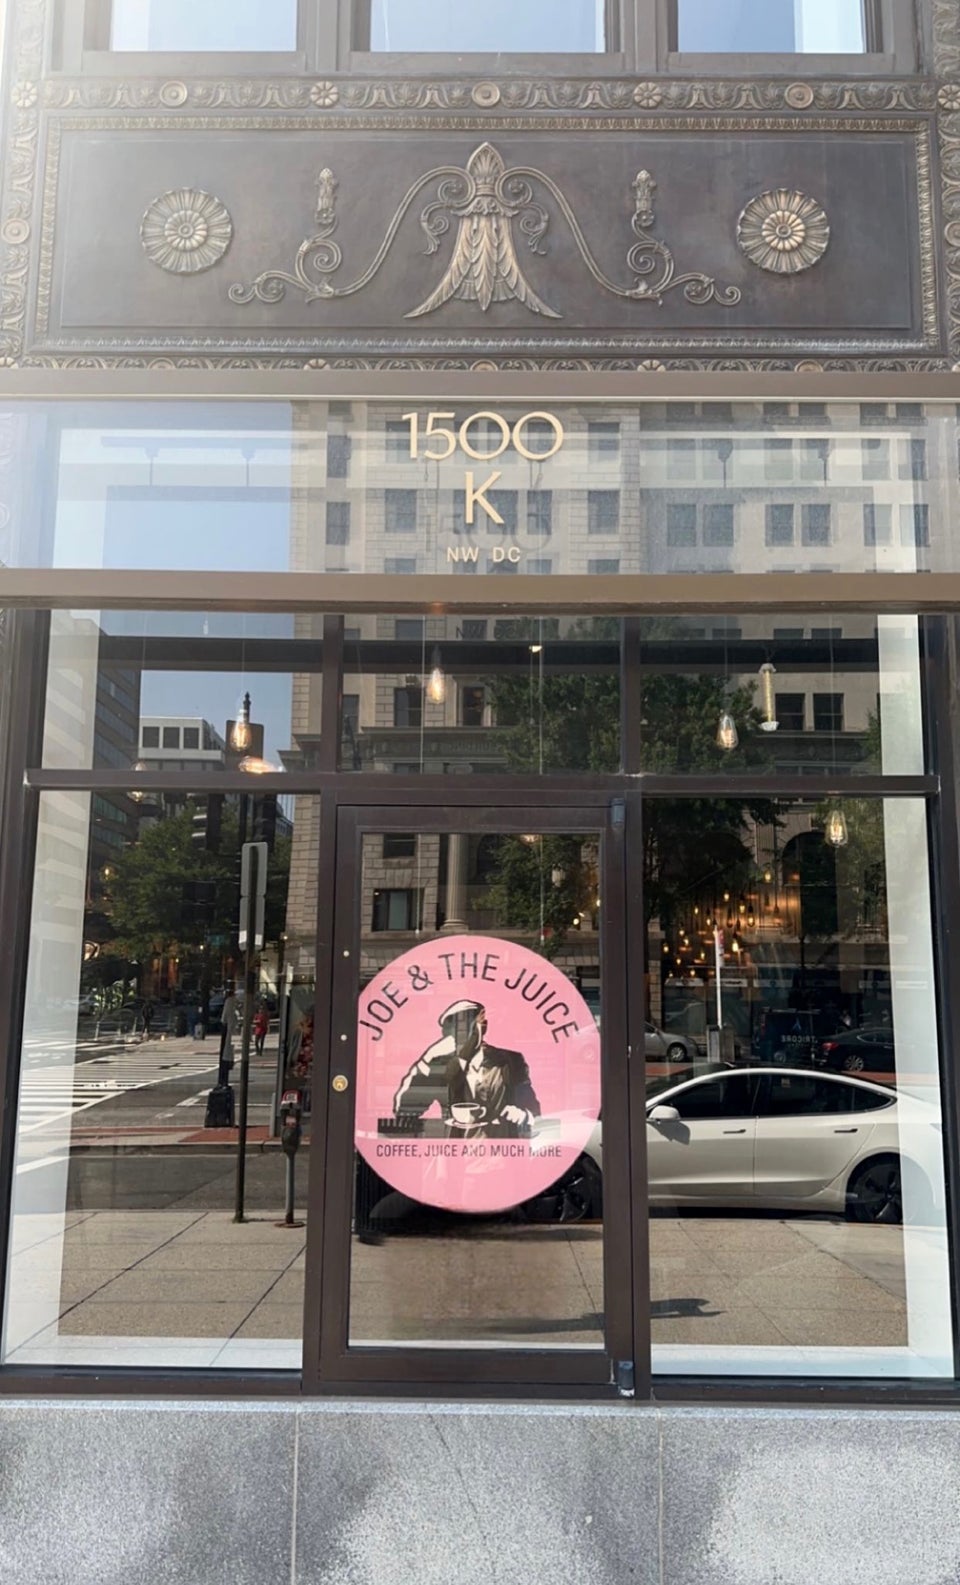 1500
K
NW DC
JOE & THE JUICE
COFFEE, JUICE AND MUCH MORE